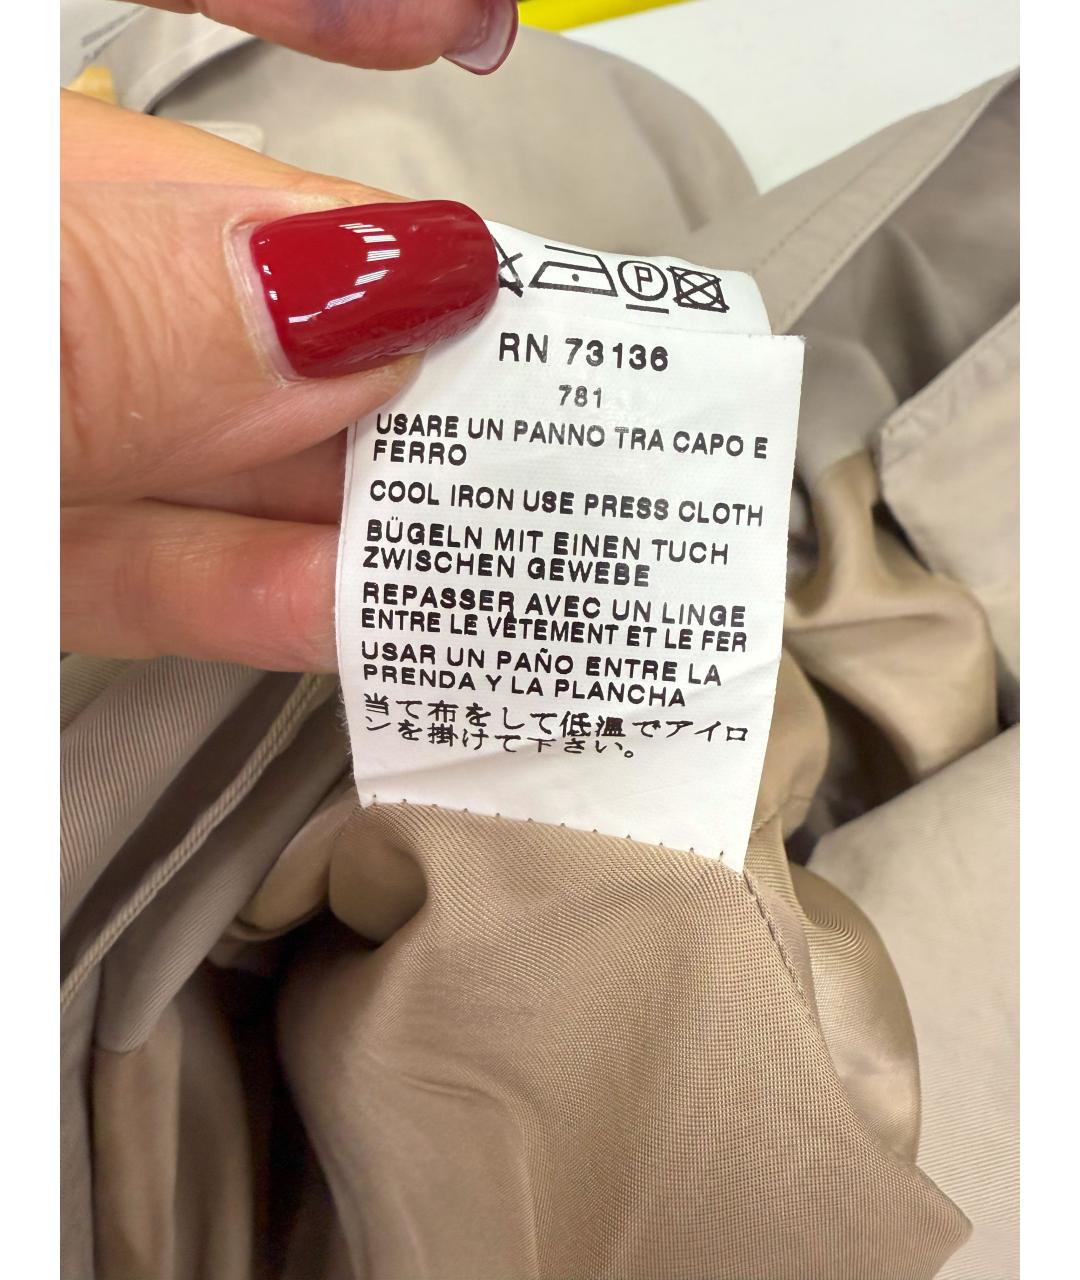 P
RN 73136
781
USARE UN PANNO TRA CAPO E
FERRO
COOL IRON USE PRESS CLOTH
BÜGELN MIT EINEN TUCH
ZWISCHEN GEWEBE
REPASSER AVEC UN LINGE
ENTRE LE VÊTEMENT ET LE FER
USAR UN PAÑO ENTRE LA
PRENDA Y LA PLANCHA
当て布をして低温でアイロ
ンを掛けて下さい。